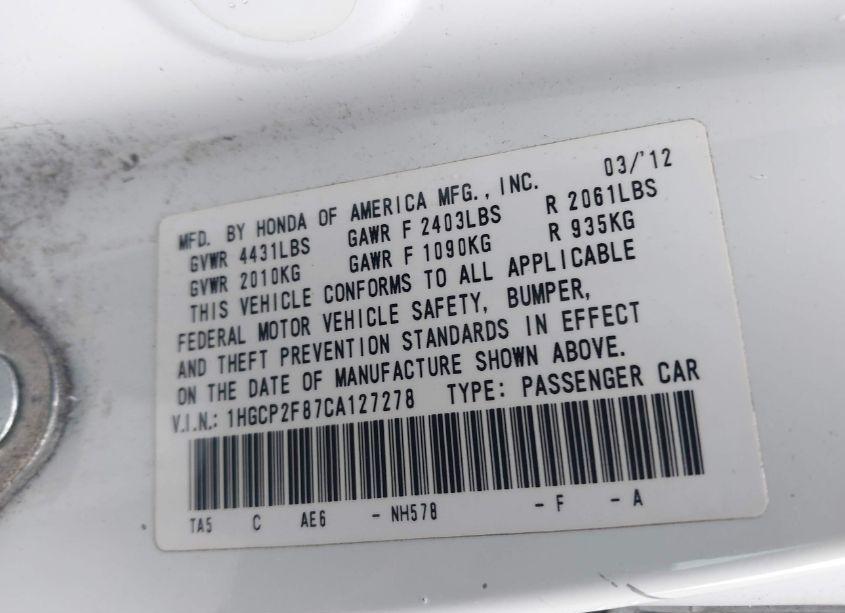 MFD. BY HONDA OF AMERICA MFG., INC. 03/'12
GVWR 4431LBS GAWR F 2403LBS R 2061LBS
GVWR 2010KG GAWR F 1090KG R 935KG
THIS VEHICLE CONFORMS TO ALL APPLICABLE
FEDERAL MOTOR VEHICLE SAFETY, BUMPER,
AND THEFT PREVENTION STANDARDS IN EFFECT
ON THE DATE OF MANUFACTURE SHOWN ABOVE.
V.I.N.: 1HGCP2F87CA127278 TYPE: PASSENGER CAR
TA5 C AE6 - NH578 - F - A